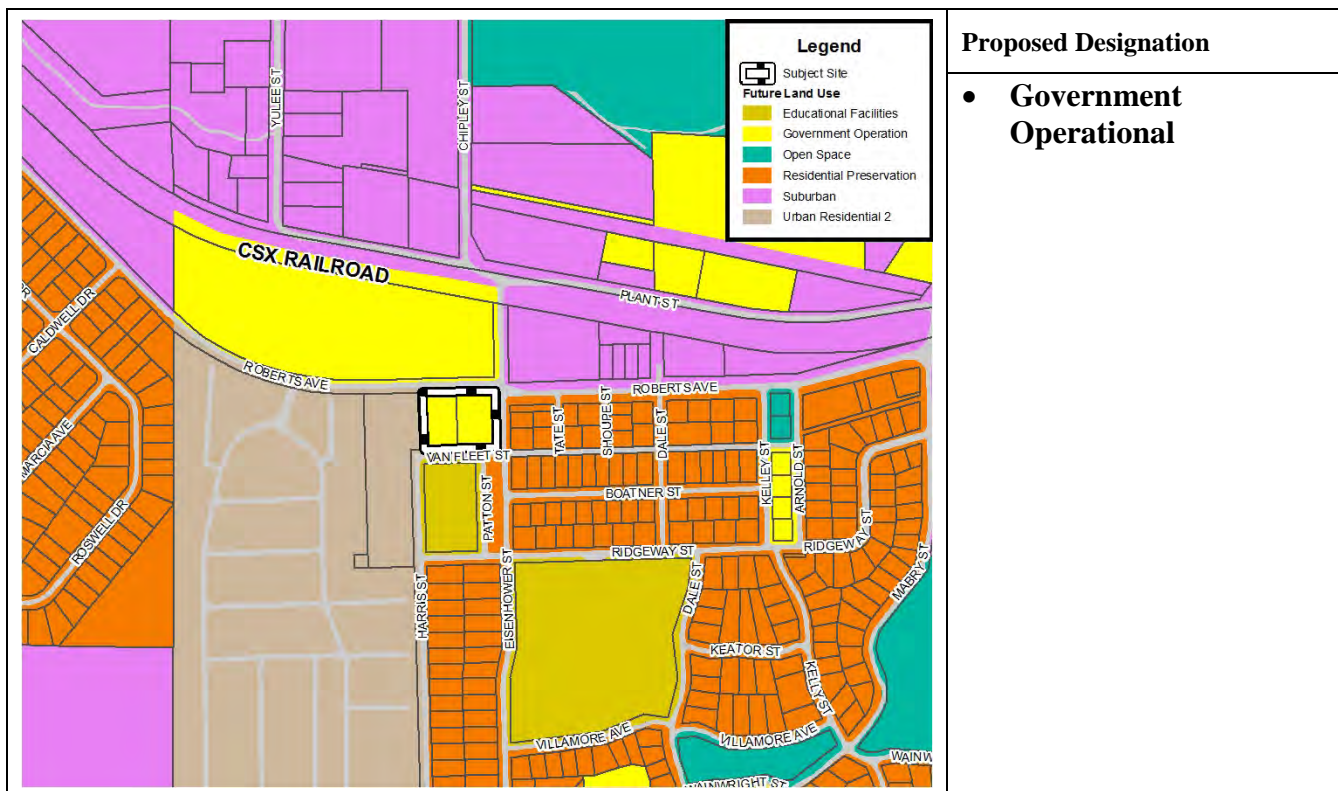 Legend
Subject Site
Future Land Use
Educational Facilities
Government Operation
Open Space
Residential Preservation
Suburban
Urban Residential 2
Proposed Designation
• Government
Operational
YULEE ST
CHIPLEY ST
CSX RAILROAD
PLANT ST
CALDWELL DR
DR
MARCIA AVE
ROSWELL DR
ROBERTS AVE
ROBERTS AVE
TATE ST
SHOUPE ST
DALE ST
KELLEY ST
ARNOLD ST
VAN FLEET ST
PATTON ST
BOATNER ST
RIDGEWAY ST
RIDGEWAY ST
MABRY ST
HARRIS ST
EISENHOWER ST
DALE ST
KEATOR ST
KELLY ST
VILLAMORE AVE
VILLAMORE AVE
WAINWRIGHT ST
WAINW